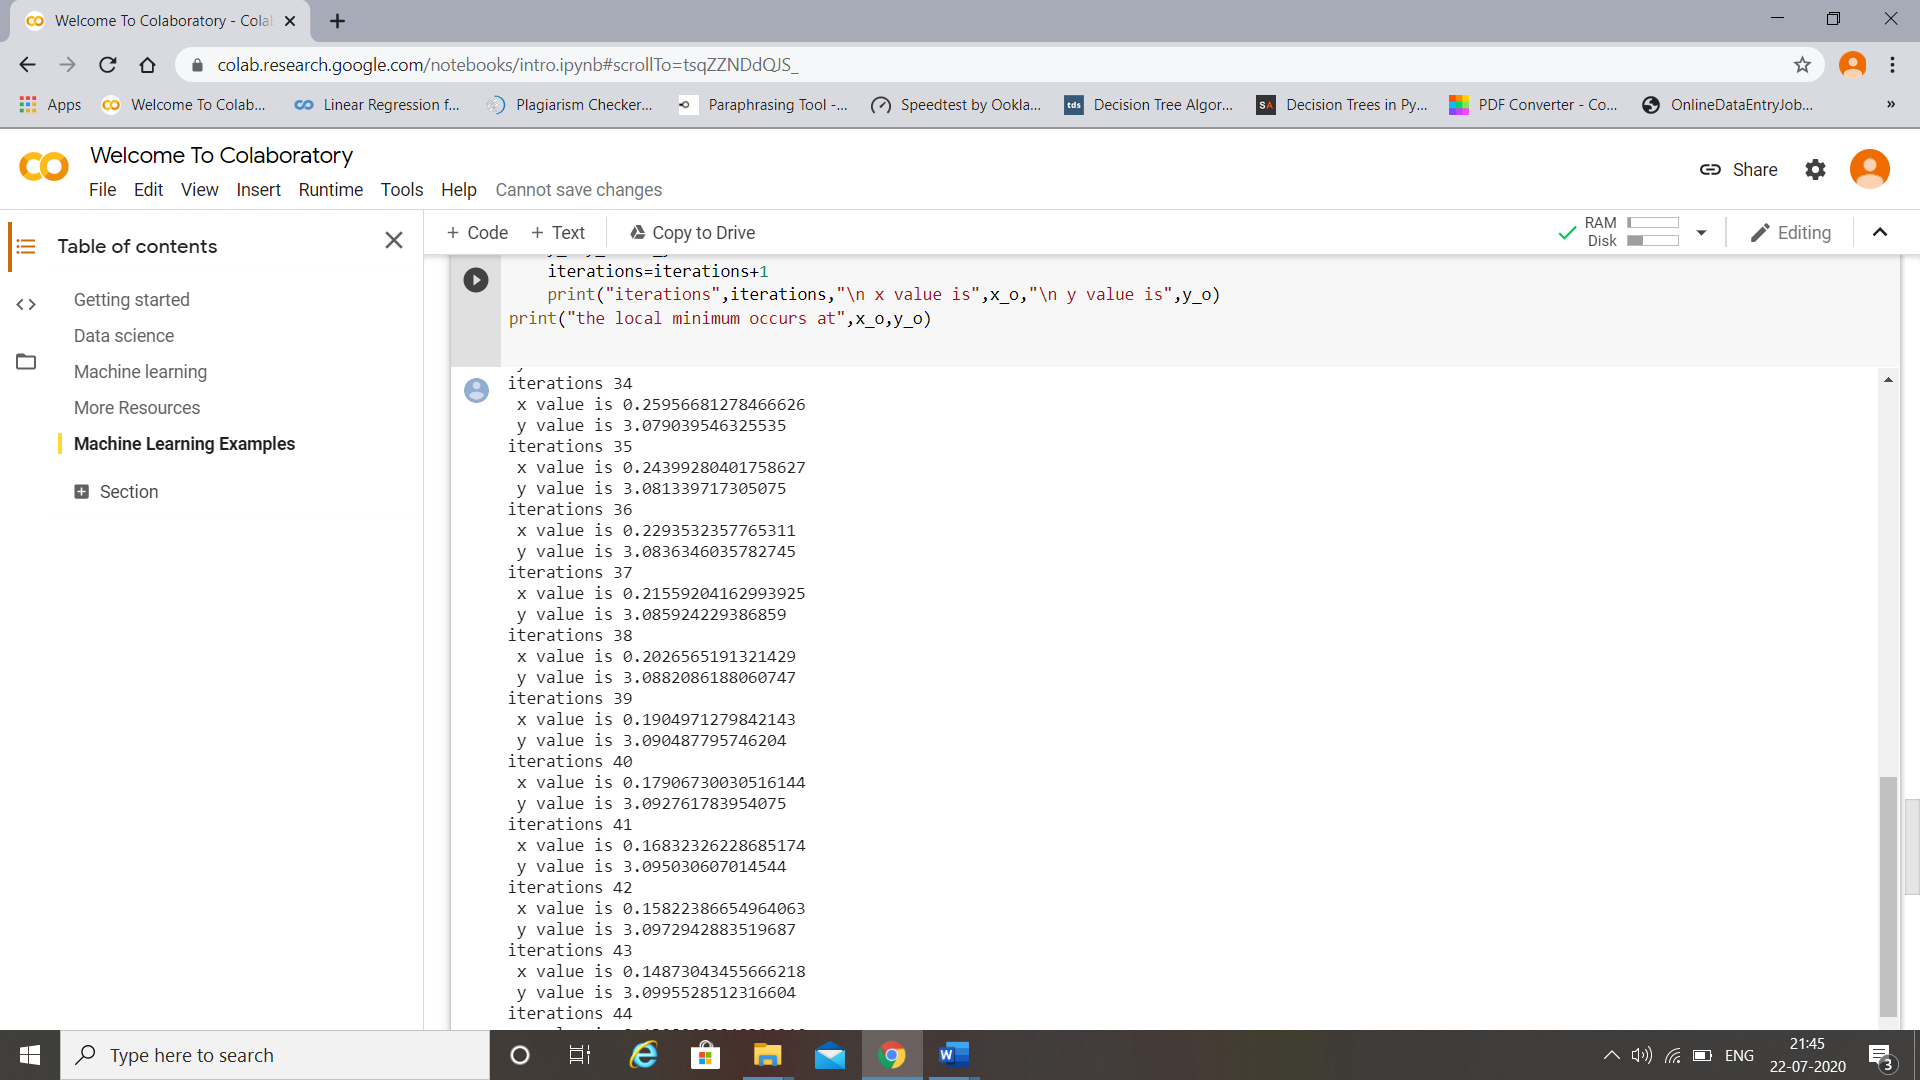 Welcome To Colaboratory - Cola
colab.research.google.com/notebooks/intro.ipynb#scrollTo=tsqZZNDdQJS_
Apps Welcome To Colab... Linear Regression f... Plagiarism Checker... Paraphrasing Tool -... Speedtest by Ookla... tds Decision Tree Algor... SA Decision Trees in Py... PDF Converter - Co... OnlineDataEntryJob... »
Welcome To Colaboratory
File Edit View Insert Runtime Tools Help Cannot save changes
Share
Table of contents
Getting started
Data science
Machine learning
More Resources
Machine Learning Examples
Section
+ Code + Text Copy to Drive
RAM
Disk
Editing
iterations=iterations+1
print("iterations",iterations,"\n x value is",x_o,"\n y value is",y_o)
print("the local minimum occurs at",x_o,y_o)
iterations 34
x value is 0.25956681278466626
y value is 3.079039546325535
iterations 35
x value is 0.24399280401758627
y value is 3.081339717305075
iterations 36
x value is 0.2293532357765311
y value is 3.0836346035782745
iterations 37
x value is 0.21559204162993925
y value is 3.085924229386859
iterations 38
x value is 0.2026565191321429
y value is 3.0882086188060747
iterations 39
x value is 0.1904971279842143
y value is 3.090487795746204
iterations 40
x value is 0.17906730030516144
y value is 3.092761783954075
iterations 41
x value is 0.16832326228685174
y value is 3.095030607014544
iterations 42
x value is 0.15822386654964063
y value is 3.0972942883519687
iterations 43
x value is 0.14873043455666218
y value is 3.0995528512316604
iterations 44
Type here to search
ENG
21:45
22-07-2020
3